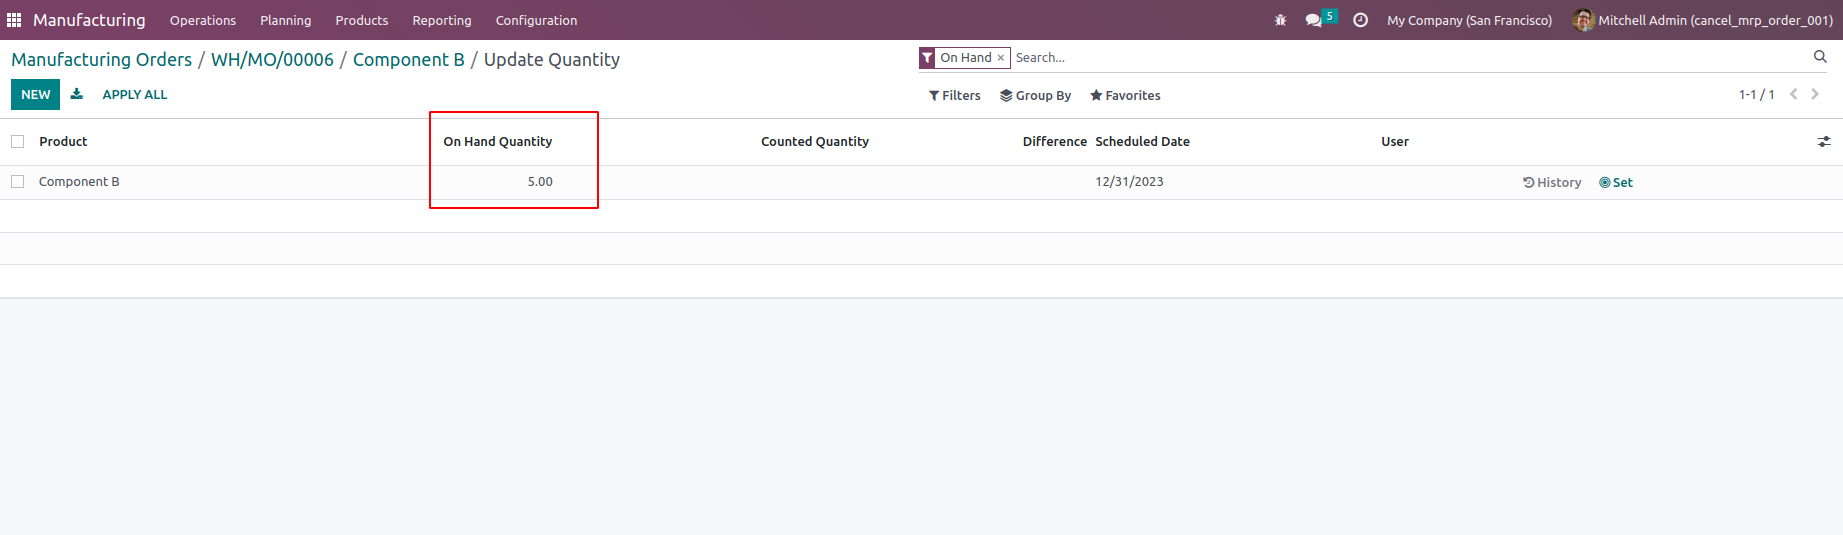 Manufacturing Operations Planning Products Reporting Configuration 5 My Company (San Francisco) Mitchell Admin (cancel_mrp_order_001)
Manufacturing Orders / WH/MO/00006 / Component B / Update Quantity On Hand × Search...
NEW APPLY ALL Filters Group By Favorites 1-1 / 1
Product On Hand Quantity Counted Quantity Difference Scheduled Date User
Component B 5.00 12/31/2023 History Set